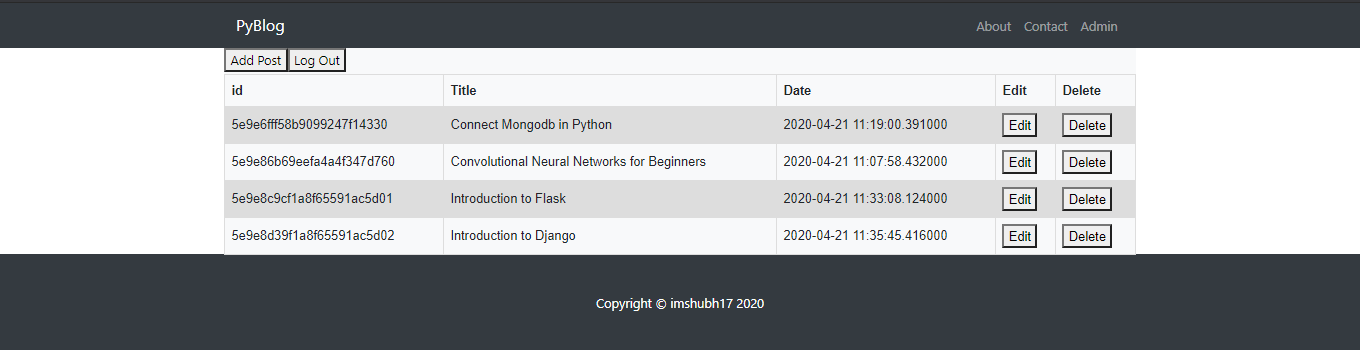 PyBlog About Contact Admin
Add Post Log Out
id Title Date Edit Delete
5e9e6fff58b9099247f14330 Connect Mongodb in Python 2020-04-21 11:19:00.391000 Edit Delete
5e9e86b69eefa4a4f347d760 Convolutional Neural Networks for Beginners 2020-04-21 11:07:58.432000 Edit Delete
5e9e8c9cf1a8f65591ac5d01 Introduction to Flask 2020-04-21 11:33:08.124000 Edit Delete
5e9e8d39f1a8f65591ac5d02 Introduction to Django 2020-04-21 11:35:45.416000 Edit Delete
Copyright © imshubh17 2020